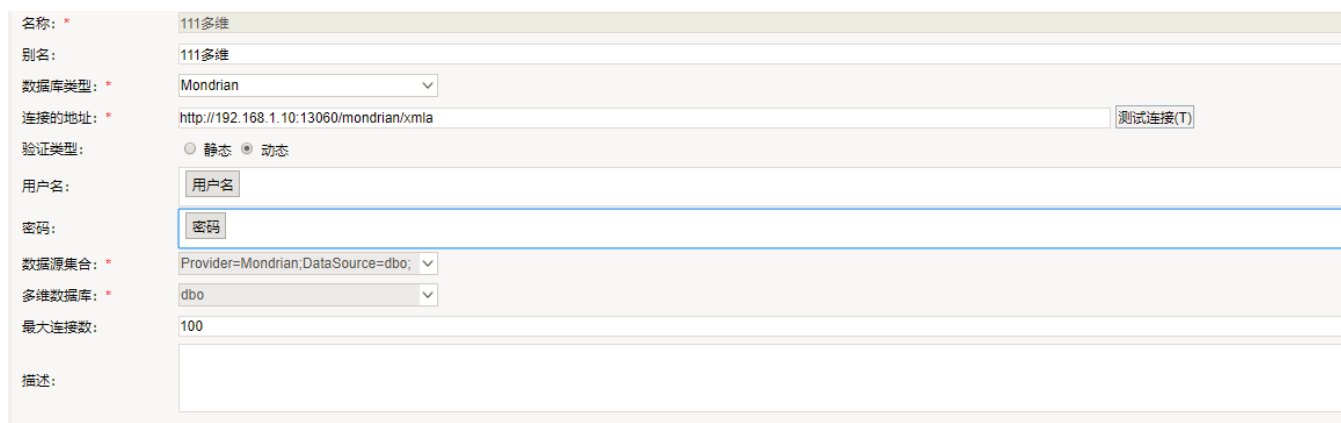 名称: * 111多维
别名: 111多维
数据库类型: * Mondrian
连接的地址: * http://192.168.1.10:13060/mondrian/xmla 测试连接(T)
验证类型: 静态 动态
用户名: 用户名
密码: 密码
数据源集合: * Provider=Mondrian;DataSource=dbo;
多维数据库: * dbo
最大连接数: 100
描述: